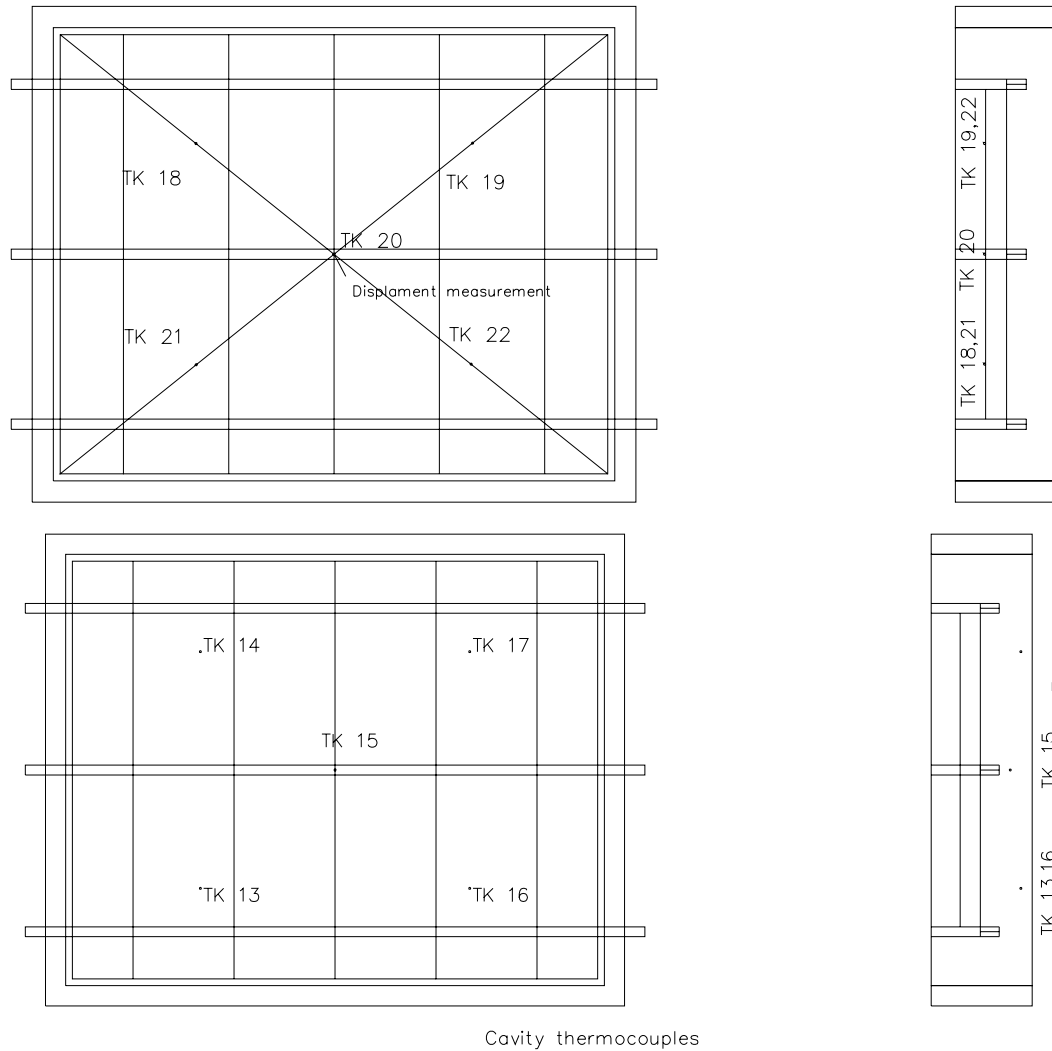 TK 18
TK 19
TK 20
Displament measurement
TK 21
TK 22
TK 19,22
TK 20
TK 18,21
TK 14
TK 17
TK 15
TK 13
TK 16
TK 15
TK 13,16
Cavity thermocouples